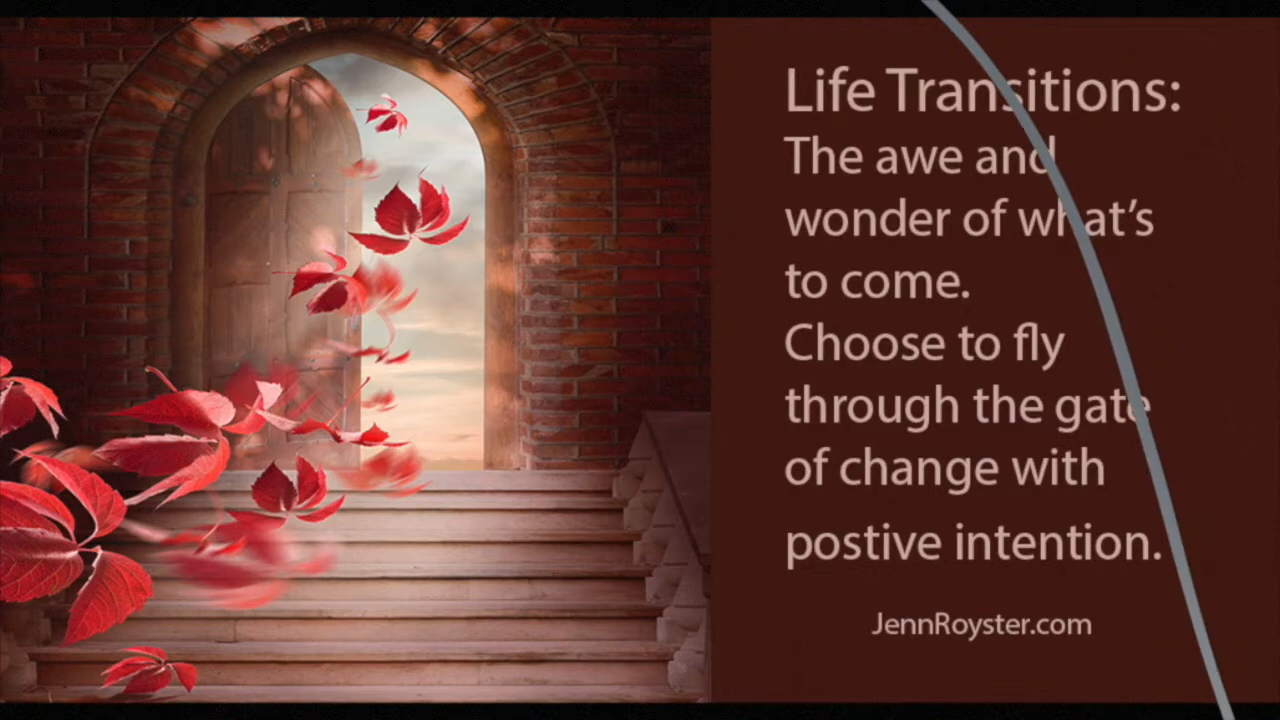 Life Transitions:
The awe and
wonder of what’s
to come.
Choose to fly
through the gate
of change with
postive intention.
JennRoyster.com